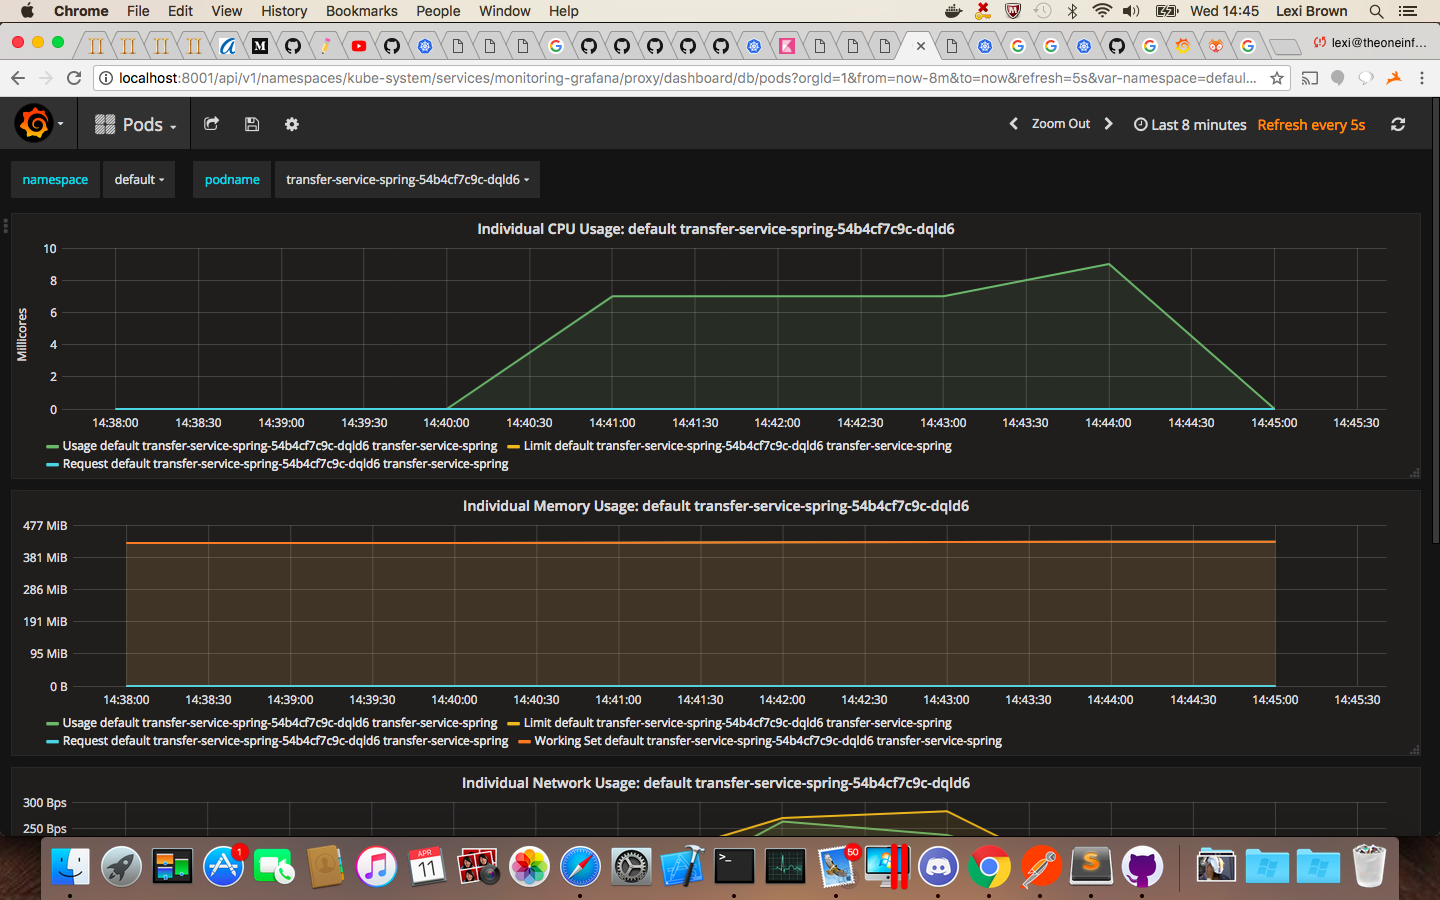 Chrome File Edit View History Bookmarks People Window Help Wed 14:45 Lexi Brown
lexi@theoneinf...
localhost:8001/api/v1/namespaces/kube-system/services/monitoring-grafana/proxy/dashboard/db/pods?orgId=1&from=now-8m&to=now&refresh=5s&var-namespace=defaul...
Pods Zoom Out Last 8 minutes Refresh every 5s
namespace default podname transfer-service-spring-54b4cf7c9c-dqld6
Individual CPU Usage: default transfer-service-spring-54b4cf7c9c-dqld6
10
8
6
4
2
0
Millicores
14:38:00 14:38:30 14:39:00 14:39:30 14:40:00 14:40:30 14:41:00 14:41:30 14:42:00 14:42:30 14:43:00 14:43:30 14:44:00 14:44:30 14:45:00 14:45:30
Usage default transfer-service-spring-54b4cf7c9c-dqld6 transfer-service-spring Limit default transfer-service-spring-54b4cf7c9c-dqld6 transfer-service-spring
Request default transfer-service-spring-54b4cf7c9c-dqld6 transfer-service-spring
Individual Memory Usage: default transfer-service-spring-54b4cf7c9c-dqld6
477 MiB
381 MiB
286 MiB
191 MiB
95 MiB
0 B
14:38:00 14:38:30 14:39:00 14:39:30 14:40:00 14:40:30 14:41:00 14:41:30 14:42:00 14:42:30 14:43:00 14:43:30 14:44:00 14:44:30 14:45:00 14:45:30
Usage default transfer-service-spring-54b4cf7c9c-dqld6 transfer-service-spring Limit default transfer-service-spring-54b4cf7c9c-dqld6 transfer-service-spring
Request default transfer-service-spring-54b4cf7c9c-dqld6 transfer-service-spring Working Set default transfer-service-spring-54b4cf7c9c-dqld6 transfer-service-spring
Individual Network Usage: default transfer-service-spring-54b4cf7c9c-dqld6
300 Bps
250 Bps
1
APR
11
50